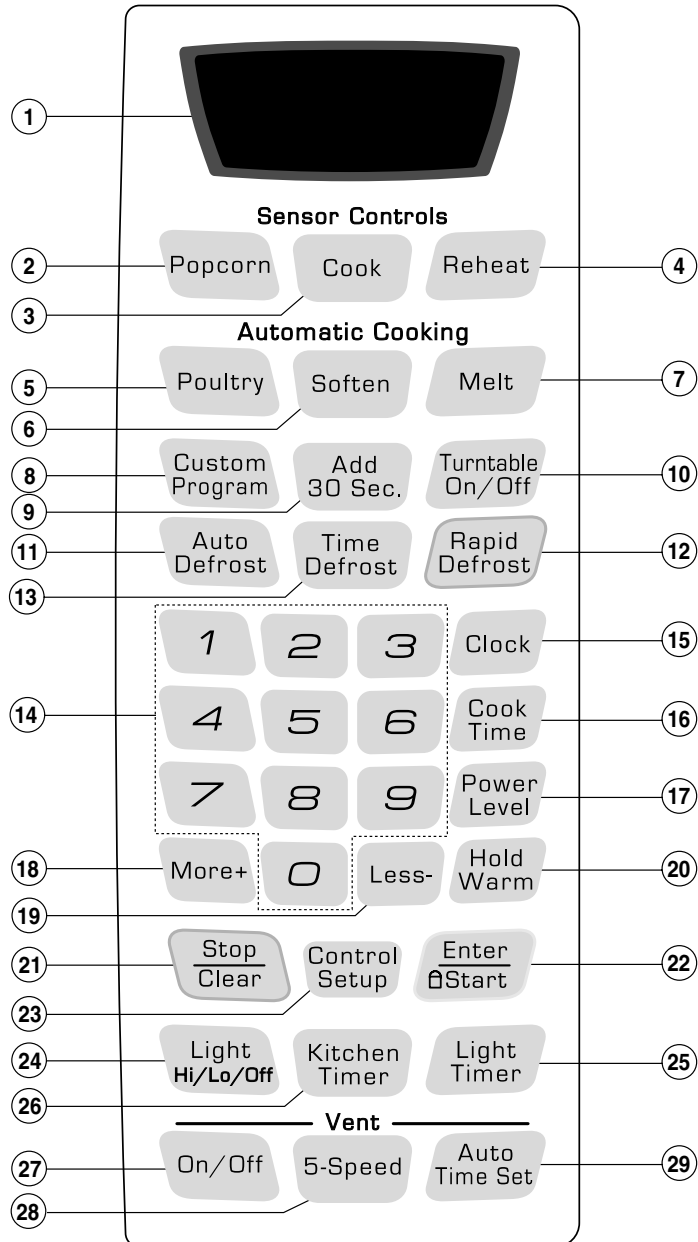 1
Sensor Controls
2 Popcorn Cook Reheat 4
3
Automatic Cooking
5 Poultry Soften Melt 7
6
8 Custom Program Add 30 Sec. Turntable On/Off 10
9
11 Auto Defrost Time Defrost Rapid Defrost 12
13
1 2 3 Clock 15
14 4 5 6 Cook Time 16
7 8 9 Power Level 17
18 More+ 0 Less- Hold Warm 20
19
21 Stop Clear Control Setup Enter Start 22
23
24 Light Hi/Lo/Off Kitchen Timer Light Timer 25
26
Vent
27 On/Off 5-Speed Auto Time Set 29
28